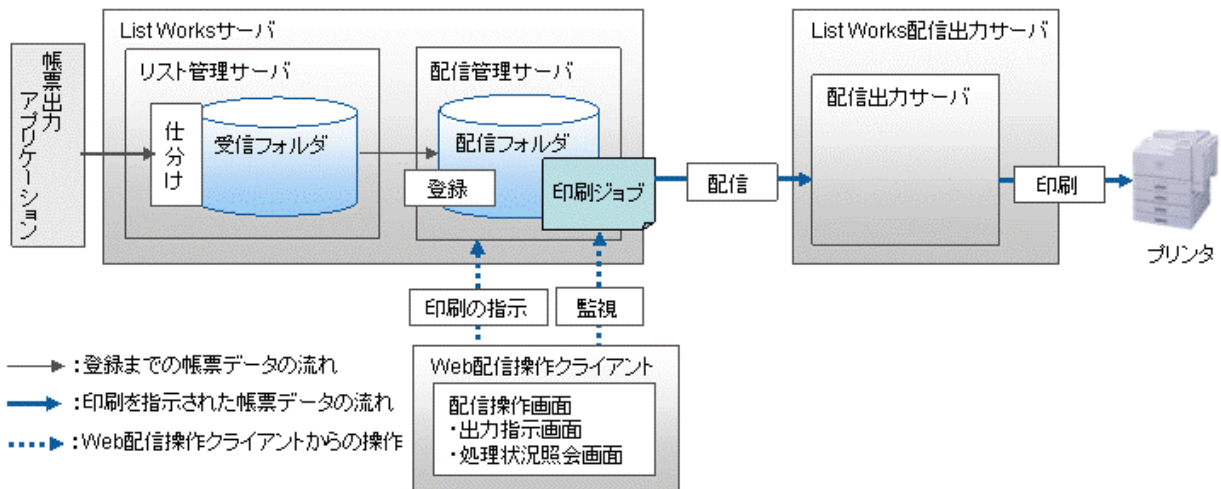 List Worksサーバ
List Works配信出力サーバ
帳票出力
アプリケーション
リスト管理サーバ
配信管理サーバ
配信出力サーバ
仕分け
受信フォルダ
配信フォルダ
登録
印刷ジョブ
配信
印刷
プリンタ
印刷の指示
監視
Web配信操作クライアント
配信操作画面
・出力指示画面
・処理状況照会画面
：登録までの帳票データの流れ
：印刷を指示された帳票データの流れ
：Web配信操作クライアントからの操作